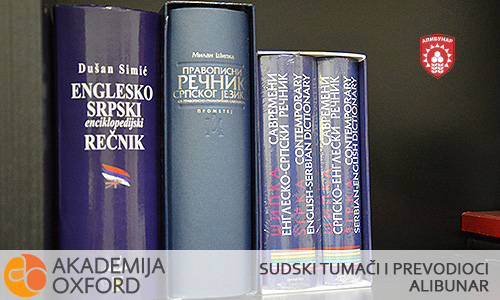 АЛИБУНАР
Dušan Simić
ENGLESKO
SRPSKI
enciklopedijski
REČNIK
Милан Шипка
ПРАВОПИСНИ
РЕЧНИК
СРПСКОГ ЈЕЗИКА
ПРОМЕТЕЈ
ШИПКА
САВРЕМЕНИ
ЕНГЛЕСКО-СРПСКИ РЕЧНИК
ŠIPKA
CONTEMPORARY
ENGLISH-SERBIAN DICTIONARY
ШИПКА
САВРЕМЕНИ
СРПСКО-ЕНГЛЕСКИ РЕЧНИК
ŠIPKA
CONTEMPORARY
SERBIAN-ENGLISH DICTIONARY
AKADEMIJA
OXFORD
SUDSKI TUMAČI I PREVODIOCI
ALIBUNAR